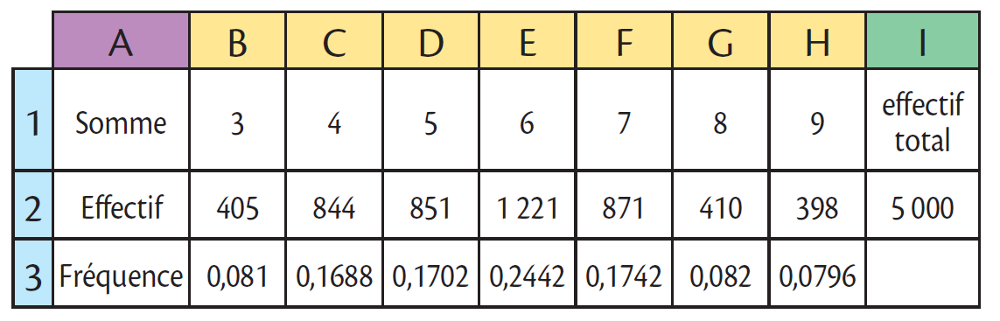 A B C D E F G H I
1 Somme 3 4 5 6 7 8 9 effectif total
2 Effectif 405 844 851 1 221 871 410 398 5 000
3 Fréquence 0,081 0,1688 0,1702 0,2442 0,1742 0,082 0,0796